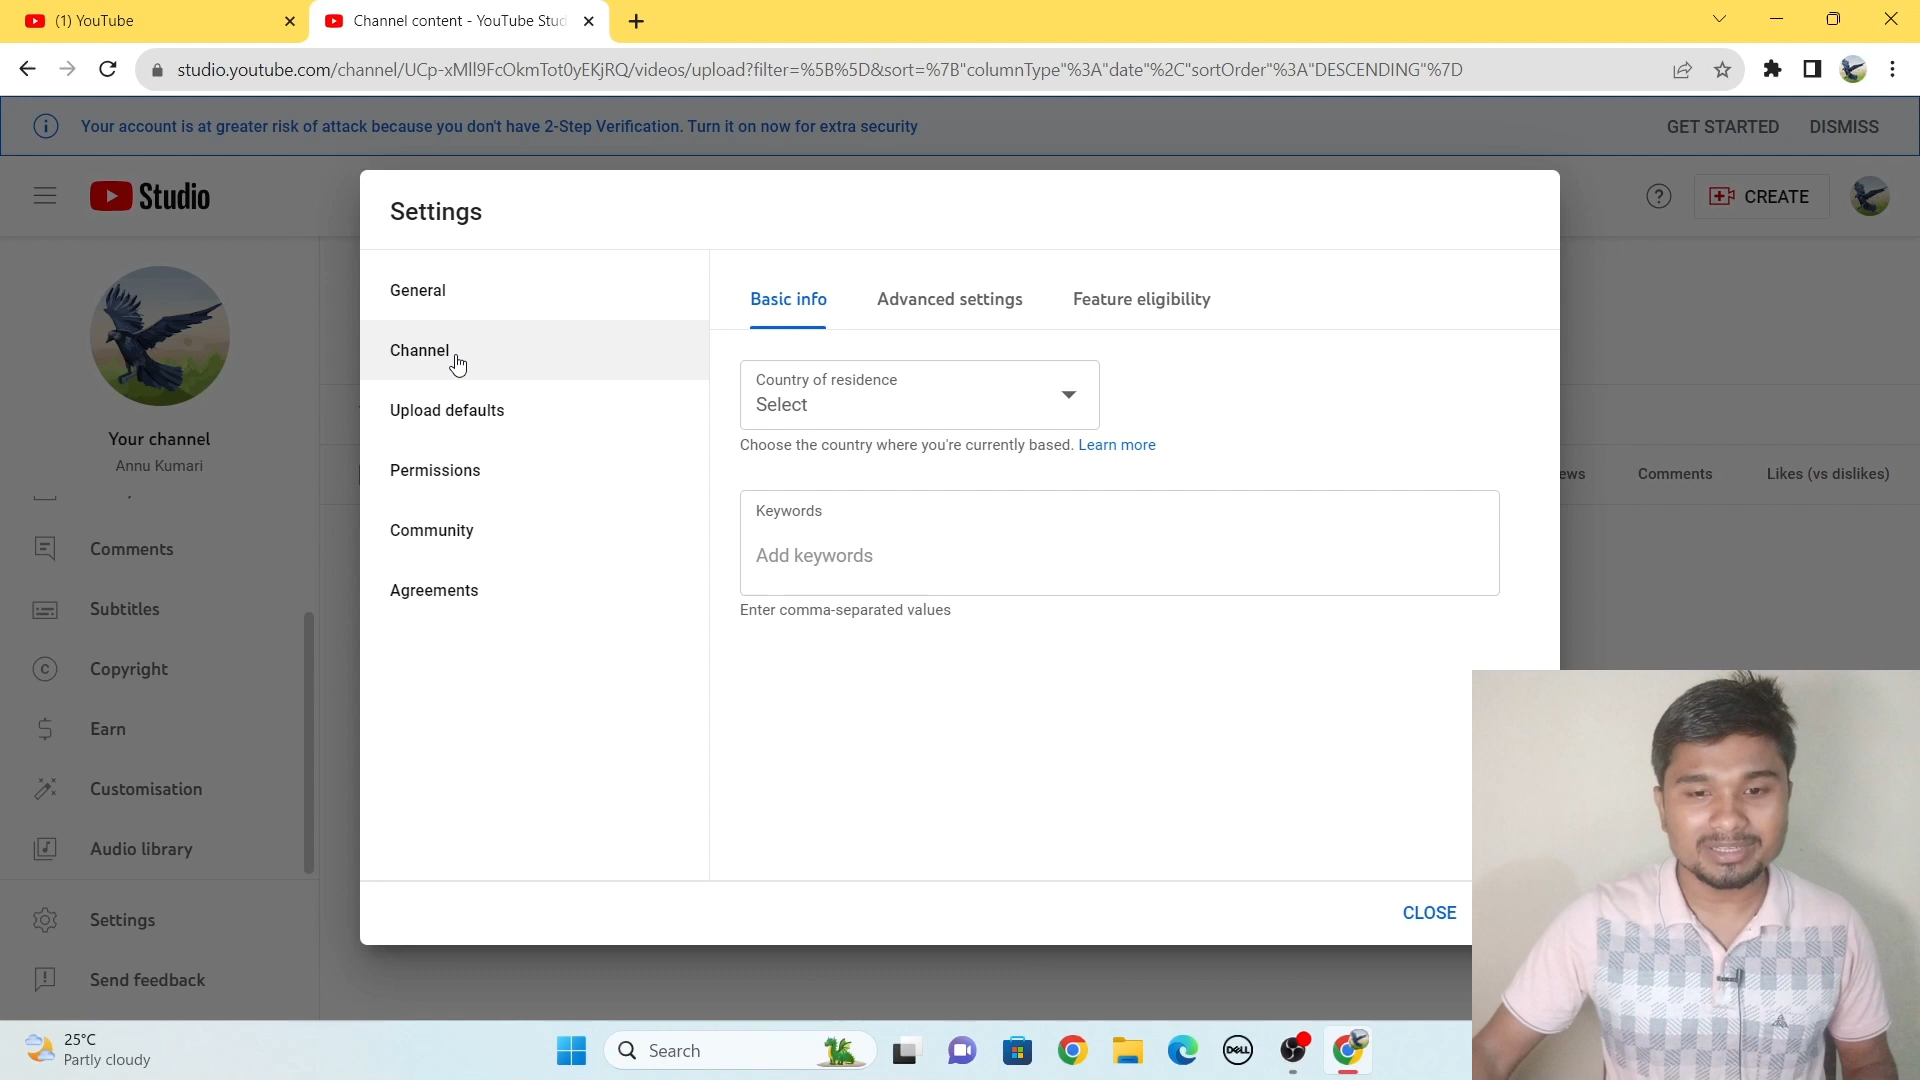 (1) YouTube
Channel content - YouTube Stud
studio.youtube.com/channel/UCp-xMlI9FcOkmTot0yEKjRQ/videos/upload?filter=%5B%5D&sort=%7B"columnType"%3A"date"%2C"sortOrder"%3A"DESCENDING"%7D
Your account is at greater risk of attack because you don't have 2-Step Verification. Turn it on now for extra security
GET STARTED
DISMISS
Studio
CREATE
Settings
General
Channel
Upload defaults
Permissions
Community
Agreements
Basic info
Advanced settings
Feature eligibility
Country of residence
Select
Choose the country where you're currently based. Learn more
Keywords
Add keywords
Enter comma-separated values
CLOSE
ews
Comments
Likes (vs dislikes)
Your channel
Annu Kumari
Comments
Subtitles
Copyright
Earn
Customisation
Audio library
Settings
Send feedback
25°C
Partly cloudy
Search
DELL